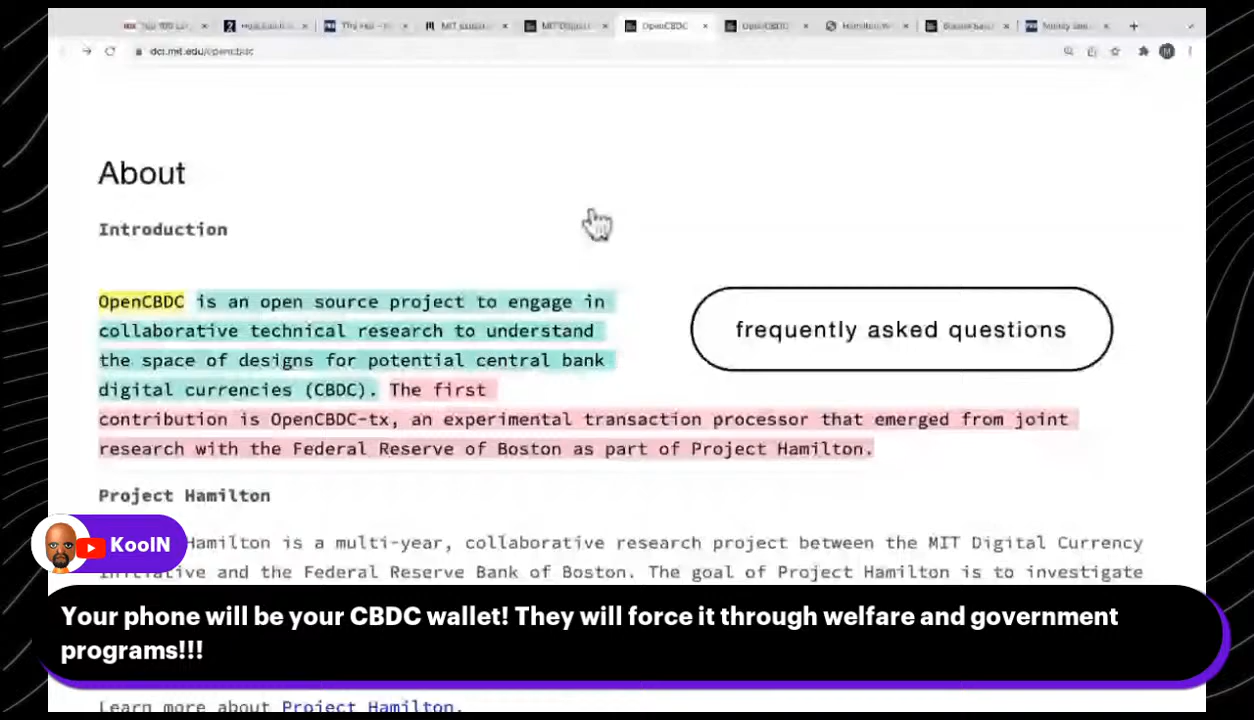 MIT Digital
OpenCBDC
OpenCBDC
dci.mit.edu/opencbdc
M
About
Introduction
OpenCBDC is an open source project to engage in
collaborative technical research to understand
the space of designs for potential central bank
digital currencies (CBDC). The first
contribution is OpenCBDC-tx, an experimental transaction processor that emerged from joint
research with the Federal Reserve of Boston as part of Project Hamilton.
frequently asked questions
Project Hamilton
Hamilton is a multi-year, collaborative research project between the MIT Digital Currency
and the Federal Reserve Bank of Boston. The goal of Project Hamilton is to investigate
KoolN
Your phone will be your CBDC wallet! They will force it through welfare and government
programs!!!
Learn more about Project Hamilton.